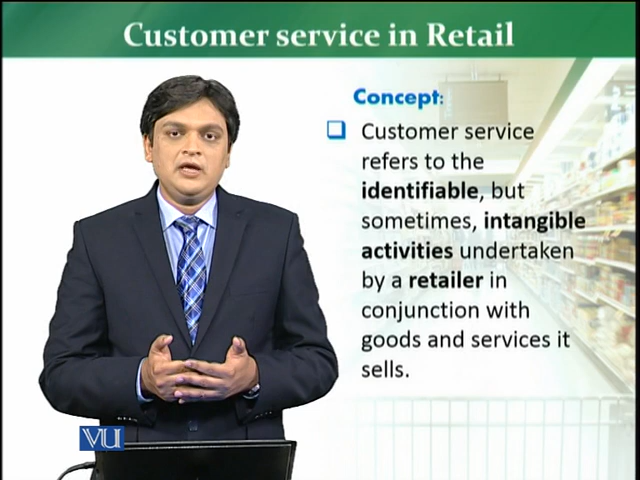 Customer service in Retail
Concept:
Customer service
refers to the
identifiable, but
sometimes, intangible
activities undertaken
by a retailer in
conjunction with
goods and services it
sells.
VU